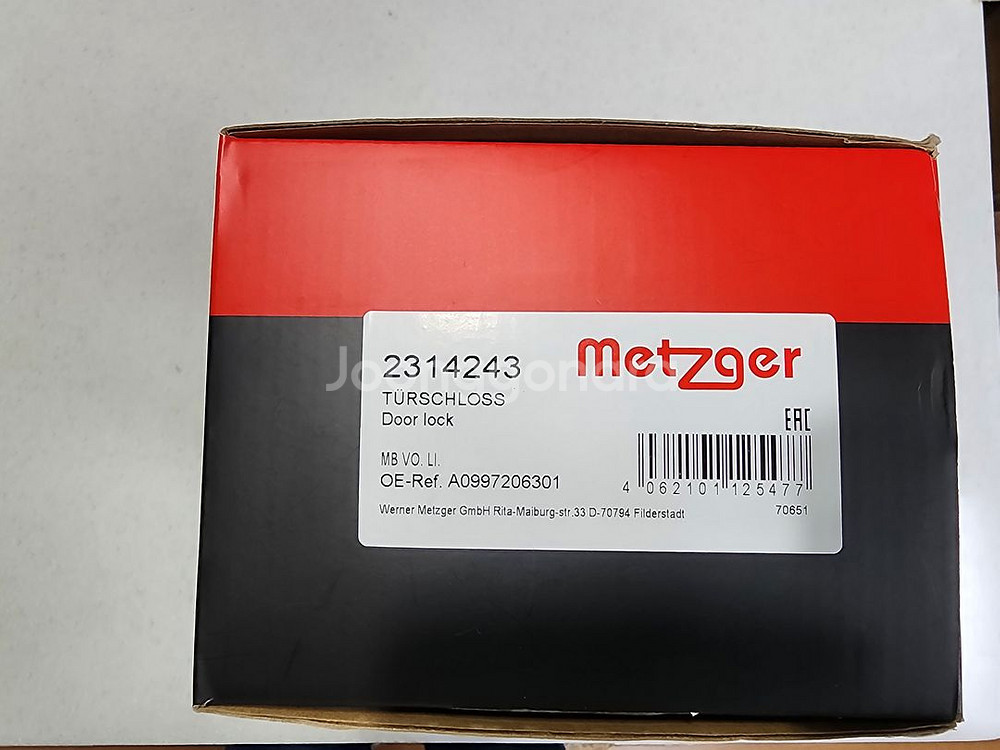 2314243
metzger
TÜRSCHLOSS
Door lock
EAC
MB VO. LI.
OE-Ref. A0997206301
4 062101 125477
Werner Metzger GmbH Rita-Maiburg-str.33 D-70794 Filderstadt
70651
Joonggonara